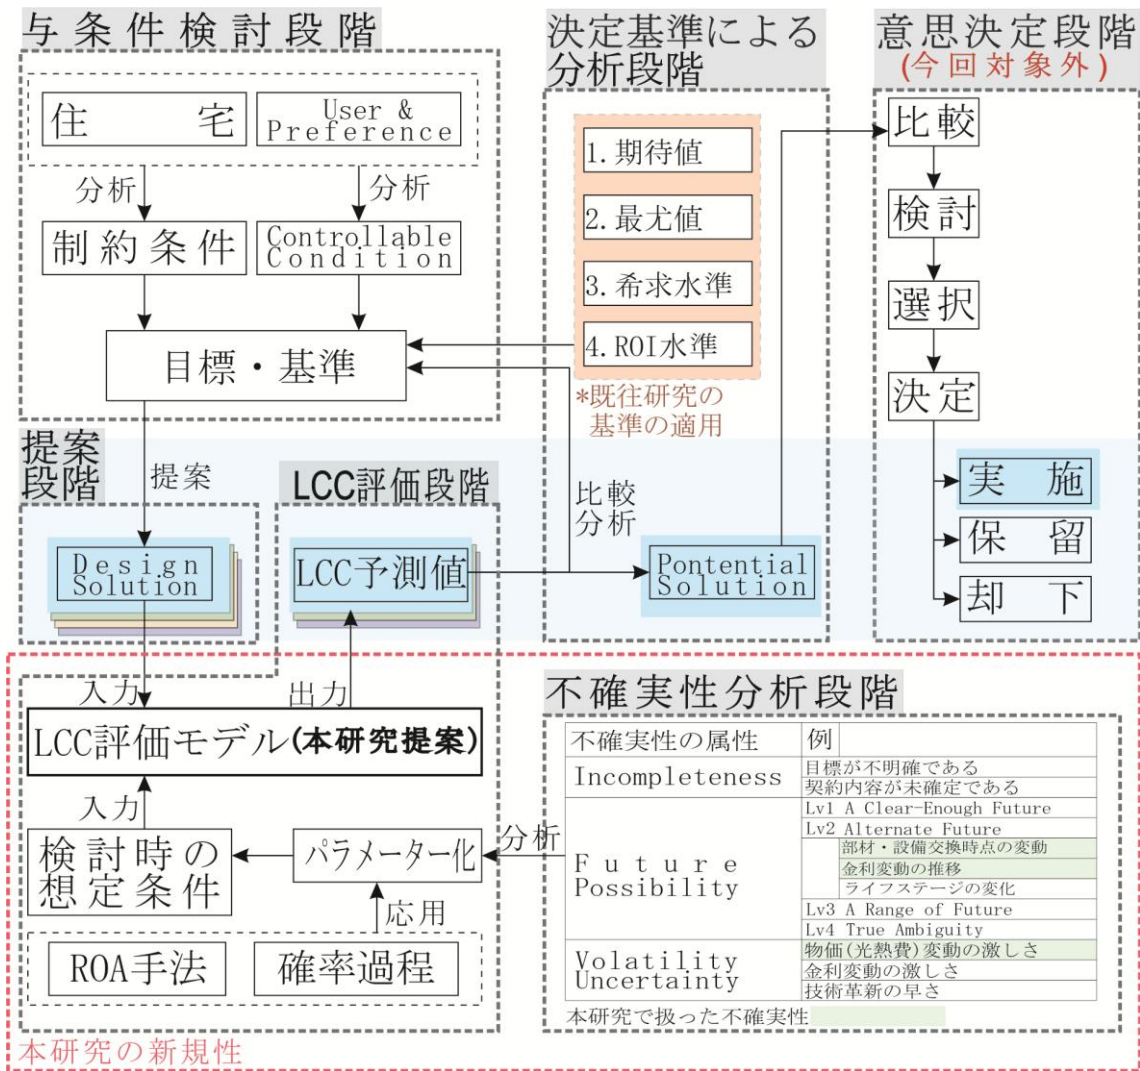 与条件検討段階
住宅
User &
Preference
分析
分析
制約条件
Controllable
Condition
目標・基準
決定基準による
分析段階
1. 期待値
2. 最尤値
3. 希求水準
4. ROI水準
*既往研究の
基準の適用
意思決定段階
(今回対象外)
比較
検討
選択
決定
実施
保留
却下
提案
段階
提案
Design
Solution
LCC評価段階
LCC予測値
比較
分析
Pontential
Solution
入力
出力
LCC評価モデル(本研究提案)
入力
検討時の
想定条件
パラメーター化
分析
応用
ROA手法
確率過程
本研究の新規性
不確実性分析段階
不確実性の属性 例
Incompleteness
目標が不明確である
契約内容が未確定である
Future
Possibility
Lv1 A Clear-Enough Future
Lv2 Alternate Future
部材・設備交換時点の変動
金利変動の推移
ライフステージの変化
Lv3 A Range of Future
Lv4 True Ambiguity
Volatility
Uncertainty
物価(光熱費)変動の激しさ
金利変動の激しさ
技術革新の早さ
本研究で扱った不確実性